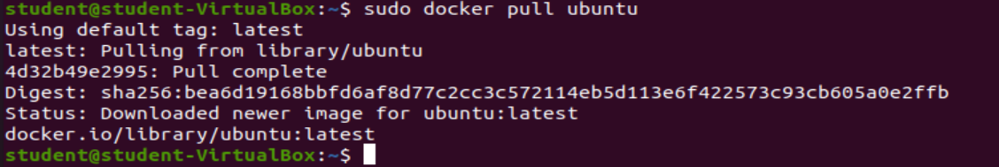 student@student-VirtualBox:~$ sudo docker pull ubuntu
Using default tag: latest
latest: Pulling from library/ubuntu
4d32b49e2995: Pull complete
Digest: sha256:bea6d19168bbfd6af8d77c2cc3c572114eb5d113e6f422573c93cb605a0e2ffb
Status: Downloaded newer image for ubuntu:latest
docker.io/library/ubuntu:latest
student@student-VirtualBox:~$